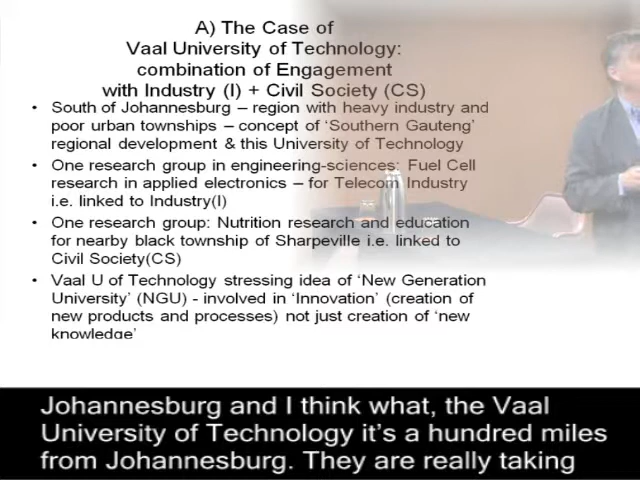 A) The Case of
Vaal University of Technology:
combination of Engagement
with Industry (I) + Civil Society (CS)
• South of Johannesburg – region with heavy industry and
poor urban townships – concept of ‘Southern Gauteng’
regional development & this University of Technology
• One research group in engineering-sciences: Fuel Cell
research in applied electronics – for Telecom Industry
i.e. linked to Industry(I)
• One research group: Nutrition research and education
for nearby black township of Sharpeville i.e. linked to
Civil Society(CS)
• Vaal U of Technology stressing idea of ‘New Generation
University’ (NGU) - involved in ‘Innovation’ (creation of
new products and processes) not just creation of ‘new
knowledge’
Johannesburg and I think what, the Vaal
University of Technology it’s a hundred miles
from Johannesburg. They are really taking